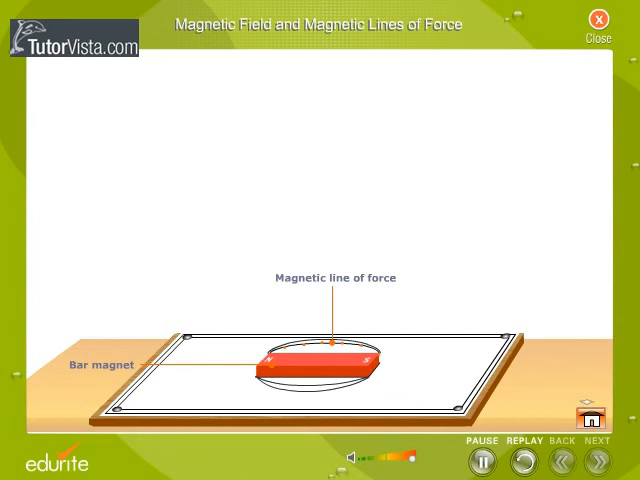 Magnetic Field and Magnetic Lines of Force
X
Close
TutorVista.com
Magnetic line of force
N
S
Bar magnet
PAUSE REPLAY BACK NEXT
edurite